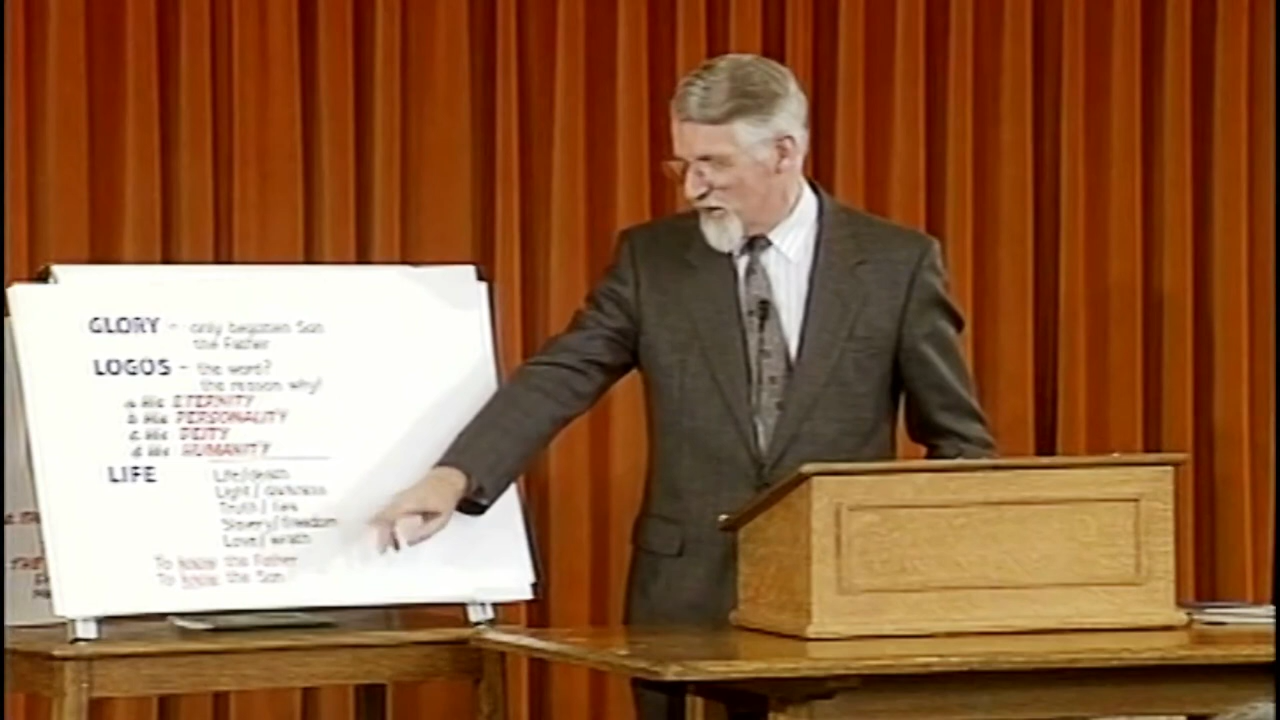 GLORY - only begotten Son
the Father
LOGOS - the word?
the reason why!
a His ETERNITY
b His PERSONALITY
c His DEITY
d His HUMANITY
LIFE Life/death
Light/darkness
Truth/lies
Slavery/freedom
Love/wrath
To know the Father
To know the Son